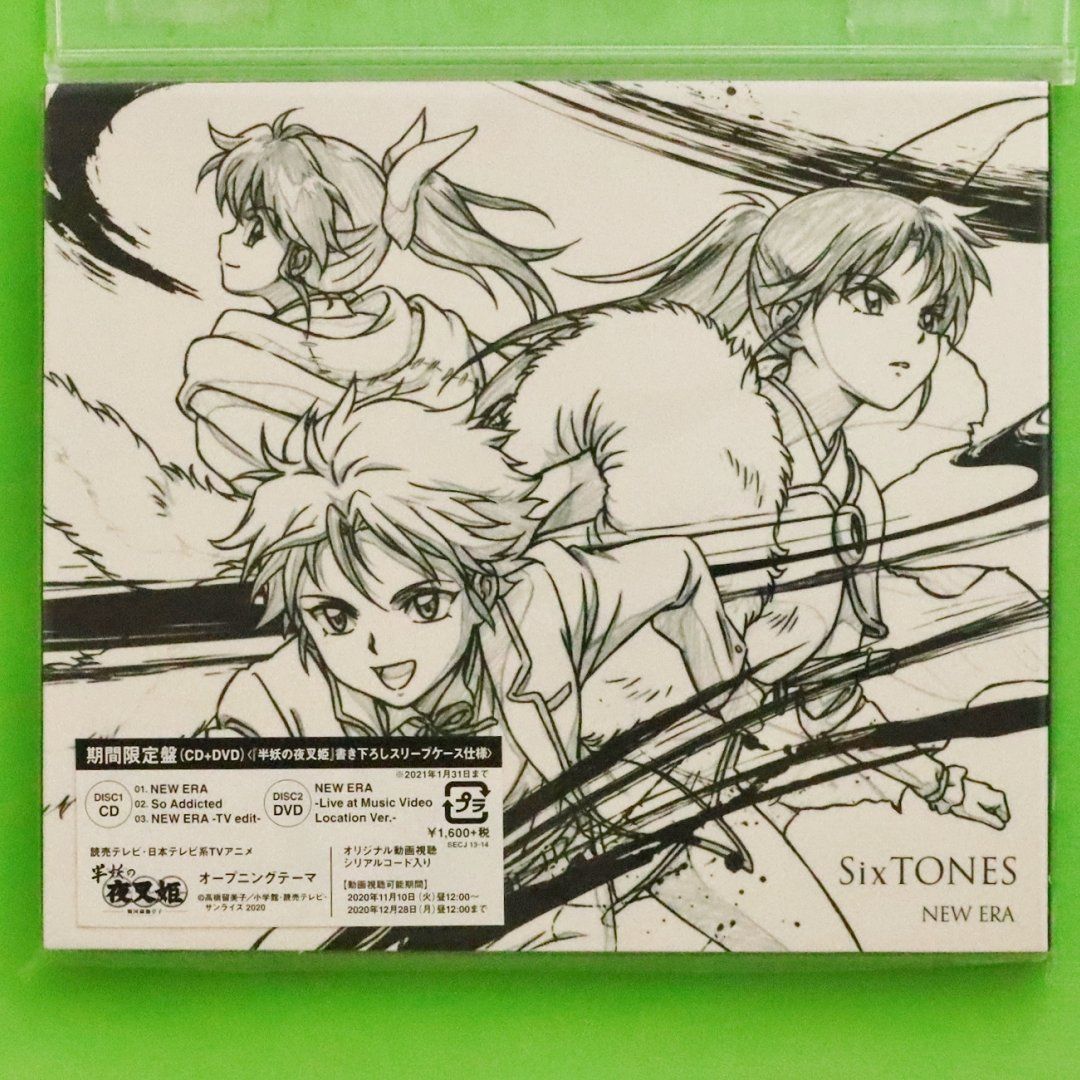 期間限定盤(CD+DVD)〈『半妖の夜叉姫』書き下ろしスリーブケース仕様〉
※2021年1月31日まで
DISC1
CD
01. NEW ERA
02. So Addicted
03. NEW ERA -TV edit-
DISC2
DVD
NEW ERA
-Live at Music Video
Location Ver.-
プラ
¥1,600+税
SECJ 13-14
読売テレビ・日本テレビ系TVアニメ
半妖の
夜叉姫
オープニングテーマ
©高橋留美子/小学館・読売テレビ・
サンライズ 2020
オリジナル動画視聴
シリアルコード入り
【動画視聴可能期間】
2020年11月10日(火)昼12:00〜
2020年12月28日(月)昼12:00まで
SixTONES
NEW ERA